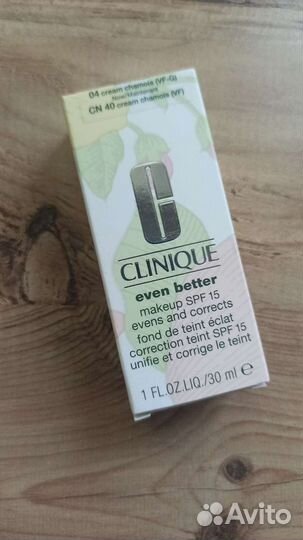 04 cream chamois (VF-G)
Now/Maintenant
CN 40 cream chamois (VF)
CLINIQUE
even better
makeup SPF 15
evens and corrects
fond de teint éclat
correction teint SPF 15
unifie et corrige le teint
1 FL.OZ.LIQ./30 ml e
Avito